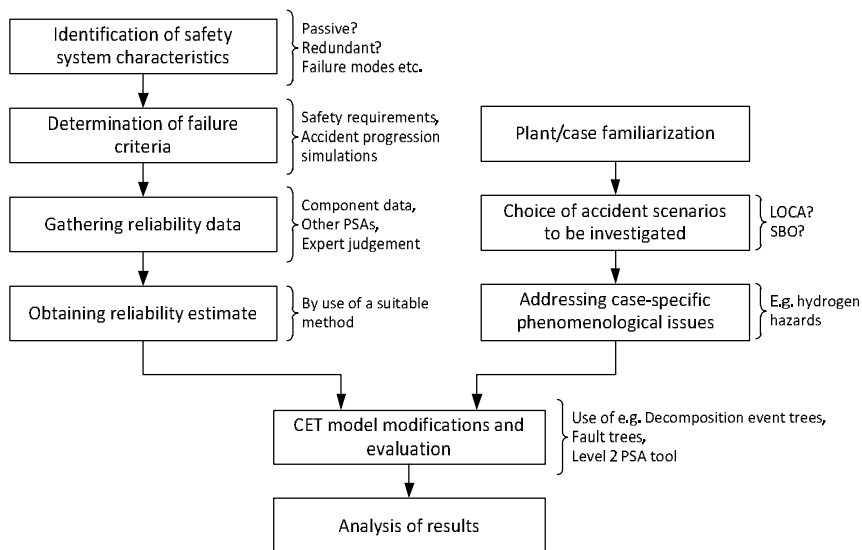 Identification of safety
system characteristics
Passive?
Redundant?
Failure modes etc.
Determination of failure
criteria
Safety requirements,
Accident progression
simulations
Gathering reliability data
Component data,
Other PSAs,
Expert judgement
Obtaining reliability estimate
By use of a suitable
method
Plant/case familiarization
Choice of accident scenarios
to be investigated
LOCA?
SBO?
Addressing case-specific
phenomenological issues
E.g. hydrogen
hazards
CET model modifications and
evaluation
Use of e.g. Decomposition event trees,
Fault trees,
Level 2 PSA tool
Analysis of results